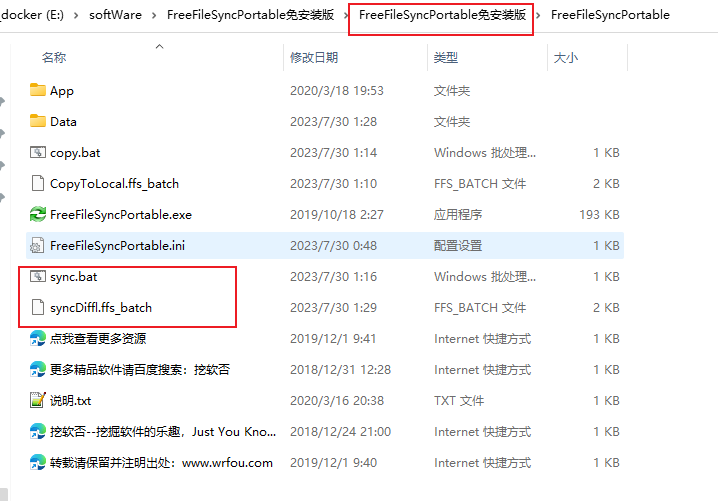 docker (E:) › softWare › FreeFileSyncPortable免安装版 › FreeFileSyncPortable免安装版 › FreeFileSyncPortable
名称 修改日期 类型 大小
App 2020/3/18 19:53 文件夹
Data 2023/7/30 1:28 文件夹
copy.bat 2023/7/30 1:14 Windows 批处理... 1 KB
CopyToLocal.ffs_batch 2023/7/30 1:10 FFS_BATCH 文件 2 KB
FreeFileSyncPortable.exe 2019/10/18 2:27 应用程序 193 KB
FreeFileSyncPortable.ini 2023/7/30 0:48 配置设置 1 KB
sync.bat 2023/7/30 1:16 Windows 批处理... 1 KB
syncDiffl.ffs_batch 2023/7/30 1:29 FFS_BATCH 文件 2 KB
点我查看更多资源 2019/12/1 9:41 Internet 快捷方式 1 KB
更多精品软件请百度搜索：挖软否 2018/12/31 12:28 Internet 快捷方式 1 KB
说明.txt 2020/3/16 20:38 TXT 文件 1 KB
挖软否--挖掘软件的乐趣，Just You Kno... 2018/12/24 21:00 Internet 快捷方式 1 KB
转载请保留并注明出处：www.wrfou.com 2019/12/1 9:40 Internet 快捷方式 1 KB